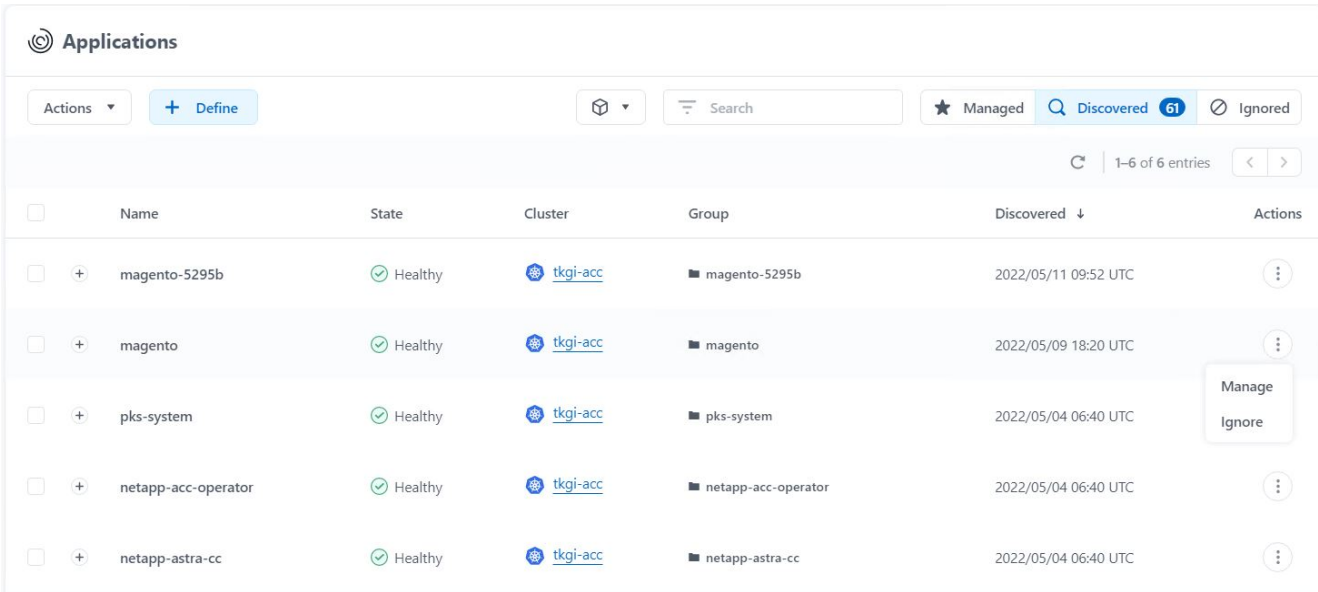 Applications
Actions Define Search Managed Discovered 61 Ignored
1–6 of 6 entries
Name State Cluster Group Discovered Actions
magento-5295b Healthy tkgi-acc magento-5295b 2022/05/11 09:52 UTC
magento Healthy tkgi-acc magento 2022/05/09 18:20 UTC
Manage
pks-system Healthy tkgi-acc pks-system 2022/05/04 06:40 UTC
Ignore
netapp-acc-operator Healthy tkgi-acc netapp-acc-operator 2022/05/04 06:40 UTC
netapp-astra-cc Healthy tkgi-acc netapp-astra-cc 2022/05/04 06:40 UTC